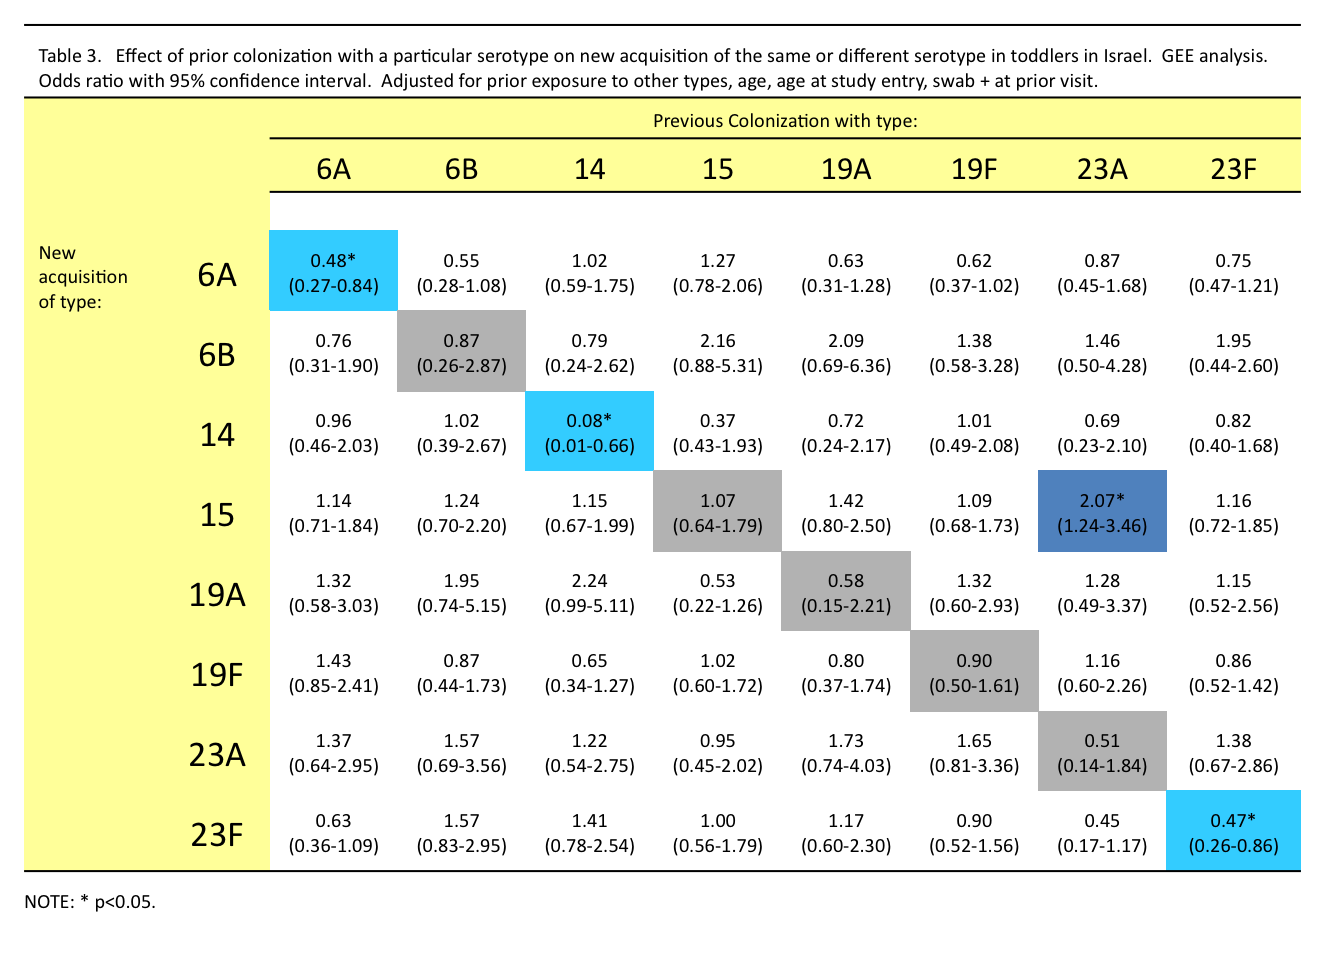 Table 3.   Effect of prior colonization with a particular serotype on new acquisition of the same or different serotype in toddlers in Israel.  GEE analysis.
Odds ratio with 95% confidence interval.  Adjusted for prior exposure to other types, age, age at study entry, swab + at prior visit.
Previous Colonization with type:
6A 6B 14 15 19A 19F 23A 23F
New
acquisition
of type:
6A
0.48* 0.55 1.02 1.27 0.63 0.62 0.87 0.75
(0.27-0.84) (0.28-1.08) (0.59-1.75) (0.78-2.06) (0.31-1.28) (0.37-1.02) (0.45-1.68) (0.47-1.21)
6B
0.76 0.87 0.79 2.16 2.09 1.38 1.46 1.95
(0.31-1.90) (0.26-2.87) (0.24-2.62) (0.88-5.31) (0.69-6.36) (0.58-3.28) (0.50-4.28) (0.44-2.60)
14
0.96 1.02 0.08* 0.37 0.72 1.01 0.69 0.82
(0.46-2.03) (0.39-2.67) (0.01-0.66) (0.43-1.93) (0.24-2.17) (0.49-2.08) (0.23-2.10) (0.40-1.68)
15
1.14 1.24 1.15 1.07 1.42 1.09 2.07* 1.16
(0.71-1.84) (0.70-2.20) (0.67-1.99) (0.64-1.79) (0.80-2.50) (0.68-1.73) (1.24-3.46) (0.72-1.85)
19A
1.32 1.95 2.24 0.53 0.58 1.32 1.28 1.15
(0.58-3.03) (0.74-5.15) (0.99-5.11) (0.22-1.26) (0.15-2.21) (0.60-2.93) (0.49-3.37) (0.52-2.56)
19F
1.43 0.87 0.65 1.02 0.80 0.90 1.16 0.86
(0.85-2.41) (0.44-1.73) (0.34-1.27) (0.60-1.72) (0.37-1.74) (0.50-1.61) (0.60-2.26) (0.52-1.42)
23A
1.37 1.57 1.22 0.95 1.73 1.65 0.51 1.38
(0.64-2.95) (0.69-3.56) (0.54-2.75) (0.45-2.02) (0.74-4.03) (0.81-3.36) (0.14-1.84) (0.67-2.86)
23F
0.63 1.57 1.41 1.00 1.17 0.90 0.45 0.47*
(0.36-1.09) (0.83-2.95) (0.78-2.54) (0.56-1.79) (0.60-2.30) (0.52-1.56) (0.17-1.17) (0.26-0.86)
NOTE: * p<0.05.